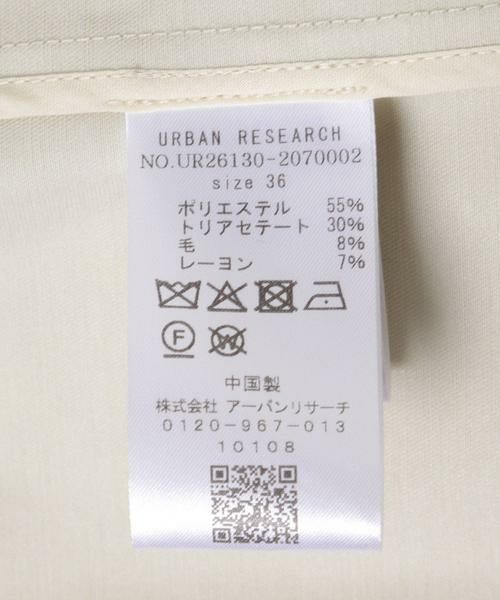 URBAN RESEARCH
NO.UR26130-2070002
size 36
ポリエステル 55%
トリアセテート 30%
毛 8%
レーヨン 7%
F
W
中国製
株式会社 アーバンリサーチ
0120-967-013
10108